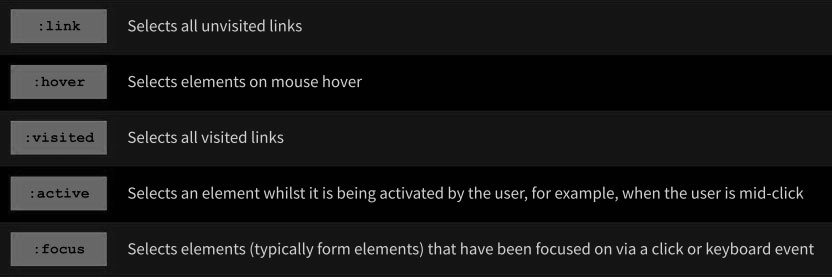 :link Selects all unvisited links
:hover Selects elements on mouse hover
:visited Selects all visited links
:active Selects an element whilst it is being activated by the user, for example, when the user is mid-click
:focus Selects elements (typically form elements) that have been focused on via a click or keyboard event